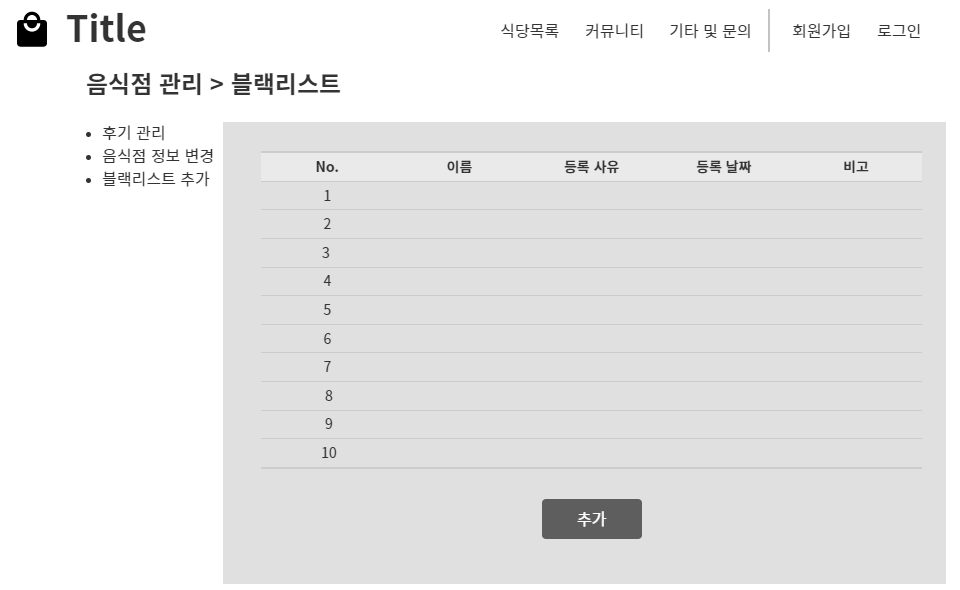 Title
식당목록 커뮤니티 기타 및 문의 회원가입 로그인
음식점 관리 > 블랙리스트
후기 관리
음식점 정보 변경
블랙리스트 추가
No. 이름 등록 사유 등록 날짜 비고
1
2
3
4
5
6
7
8
9
10
추가